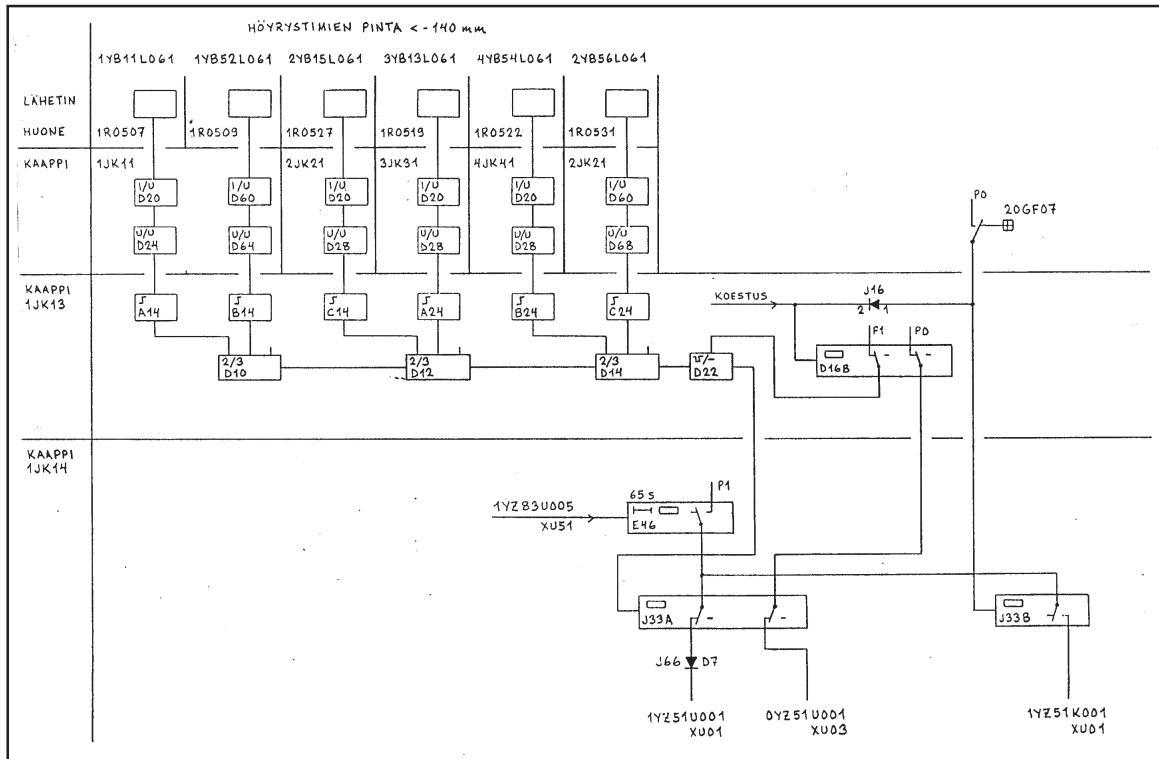 HÖYRYSTIMIEN PINTA < -140 mm
1YB11L061 1YB52L061 2YB15L061 3YB13L061 4YB54L061 2YB56L061
LÄHETIN
HUONE 1R0507 1R0509 1R0527 1R0519 1R0522 1R0531
KAAPPI 1JK11 2JK21 3JK31 4JK41 2JK21
I/U I/U I/U I/U I/U I/U
D20 D60 D20 D20 D20 D60
P0
20GF07
U/U U/U U/U U/U U/U U/U
D24 D64 D28 D28 D28 D68
KAAPPI
1JK13
KOESTUS J16
2 1
A14 B14 C14 A24 B24 C24
P1 P0
2/3 2/3 2/3
D10 D12 D14 D22 D16B
KAAPPI
1JK14
65 s P1
1YZ83U005
XU51 E46
J33A J33B
J66 D7
1YZ51U001 0YZ51U001 1YZ51K001
XU01 XU03 XU01